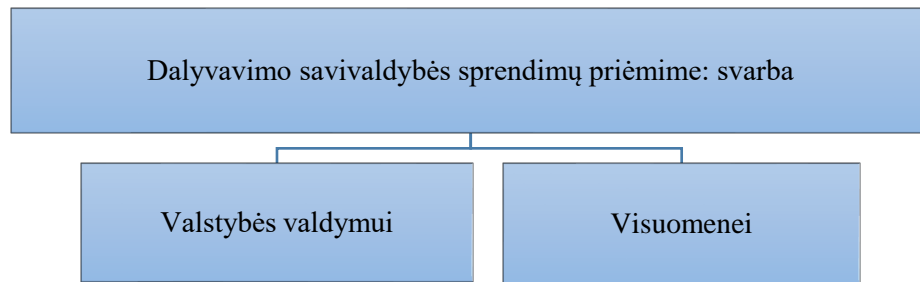 Dalyvavimo savivaldybės sprendimų priėmime: svarba
Valstybės valdymui
Visuomenei